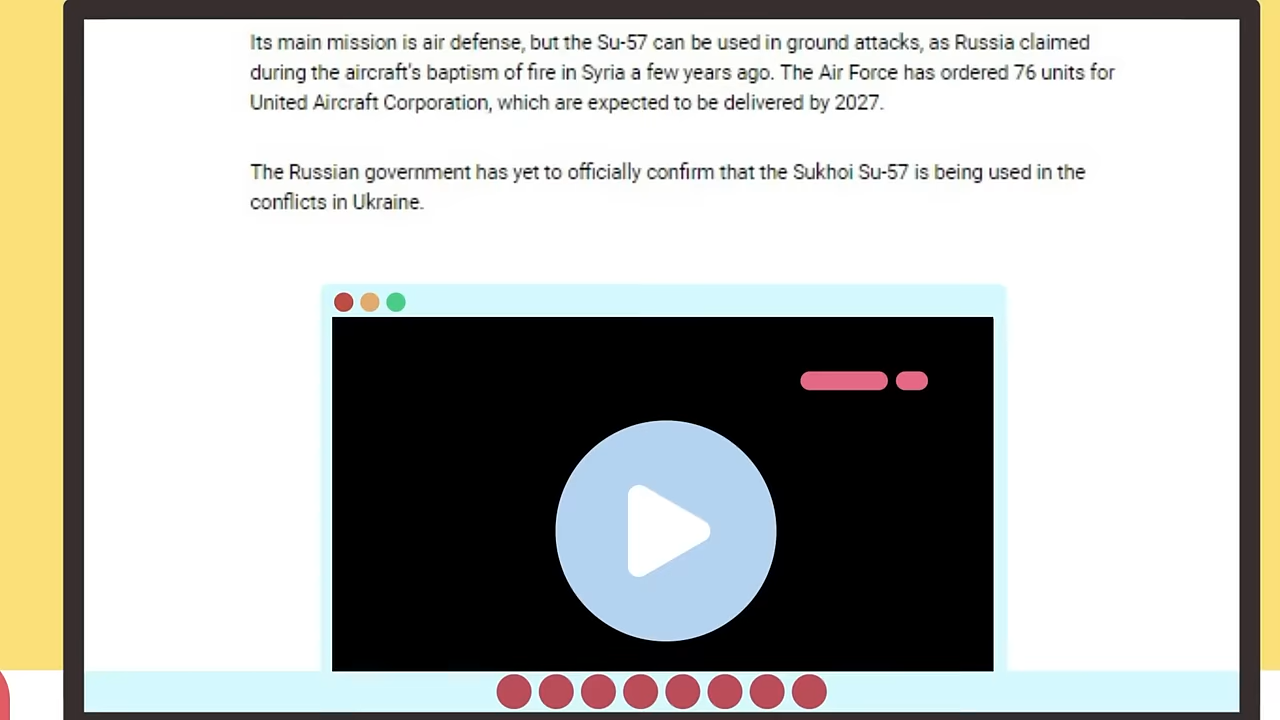 Its main mission is air defense, but the Su-57 can be used in ground attacks, as Russia claimed
during the aircraft's baptism of fire in Syria a few years ago. The Air Force has ordered 76 units for
United Aircraft Corporation, which are expected to be delivered by 2027.
The Russian government has yet to officially confirm that the Sukhoi Su-57 is being used in the
conflicts in Ukraine.